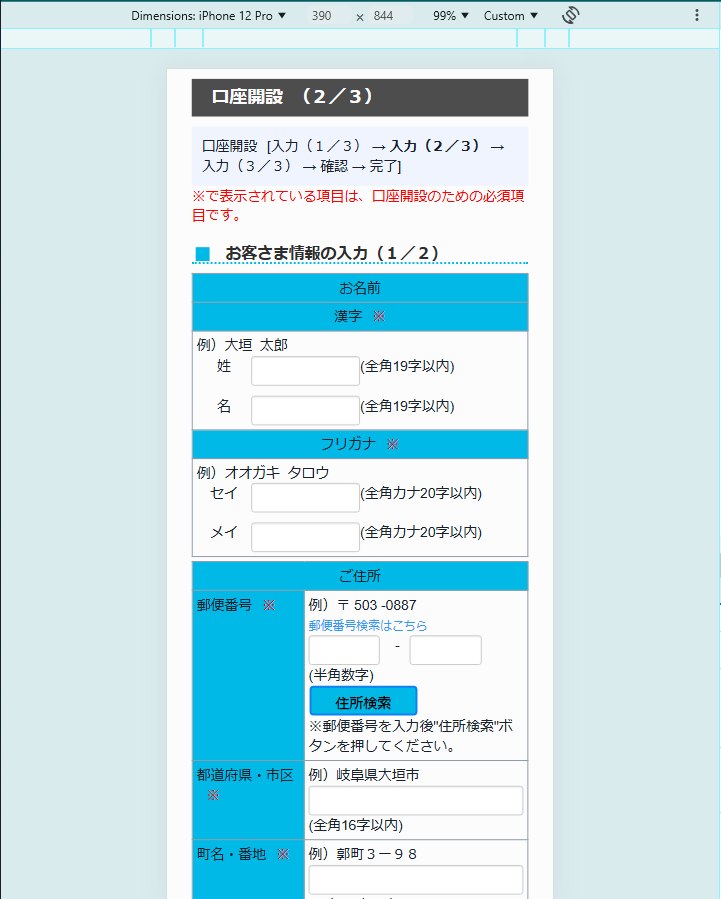 Dimensions: iPhone 12 Pro ▼ 390 × 844 99% ▼ Custom ▼
口座開設 （２／３）
口座開設 [入力（１／３） → 入力（２／３） →
入力（３／３） → 確認 → 完了]
※で表示されている項目は、口座開設のための必須項
目です。
■ お客さま情報の入力（１／２）
お名前
漢字 ※
例）大垣 太郎
姓 (全角19字以内)
名 (全角19字以内)
フリガナ ※
例）オオガキ タロウ
セイ (全角カナ20字以内)
メイ (全角カナ20字以内)
ご住所
郵便番号 ※ 例）〒 503 -0887
郵便番号検索はこちら
-
(半角数字)
住所検索
※郵便番号を入力後"住所検索"ボ
タンを押してください。
都道府県・市区 例）岐阜県大垣市
※
(全角16字以内)
町名・番地 ※ 例）郭町３－９８